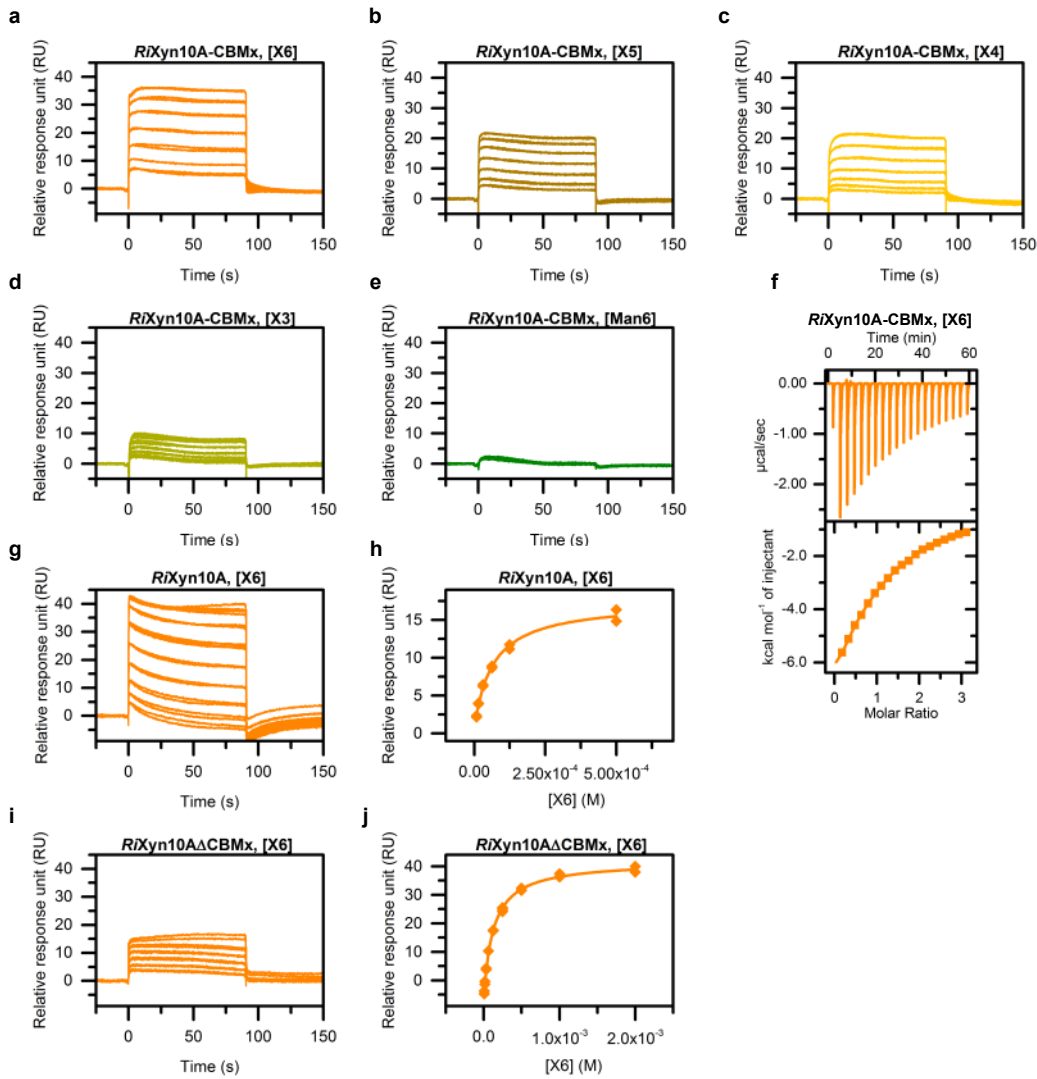 a
RiXyn10A-CBMx, [X6]
Relative response unit (RU)
40
30
20
10
0
0 50 100 150
Time (s)
b
RiXyn10A-CBMx, [X5]
Relative response unit (RU)
40
30
20
10
0
0 50 100 150
Time (s)
c
RiXyn10A-CBMx, [X4]
Relative response unit (RU)
40
30
20
10
0
0 50 100 150
Time (s)
d
RiXyn10A-CBMx, [X3]
Relative response unit (RU)
40
30
20
10
0
0 50 100 150
Time (s)
e
RiXyn10A-CBMx, [Man6]
Relative response unit (RU)
40
30
20
10
0
0 50 100 150
Time (s)
f
RiXyn10A-CBMx, [X6]
Time (min)
0 20 40 60
0.00
-1.00
-2.00
µcal/sec
-2.0
-4.0
-6.0
kcal mol⁻¹ of injectant
0 1 2 3
Molar Ratio
g
RiXyn10A, [X6]
Relative response unit (RU)
40
30
20
10
0
0 50 100 150
Time (s)
h
RiXyn10A, [X6]
Relative response unit (RU)
15
10
5
0
0.00 2.50x10⁻⁴ 5.00x10⁻⁴
[X6] (M)
i
RiXyn10AΔCBMx, [X6]
Relative response unit (RU)
40
30
20
10
0
0 50 100 150
Time (s)
j
RiXyn10AΔCBMx, [X6]
Relative response unit (RU)
40
30
20
10
0
0.0 1.0x10⁻³ 2.0x10⁻³
[X6] (M)